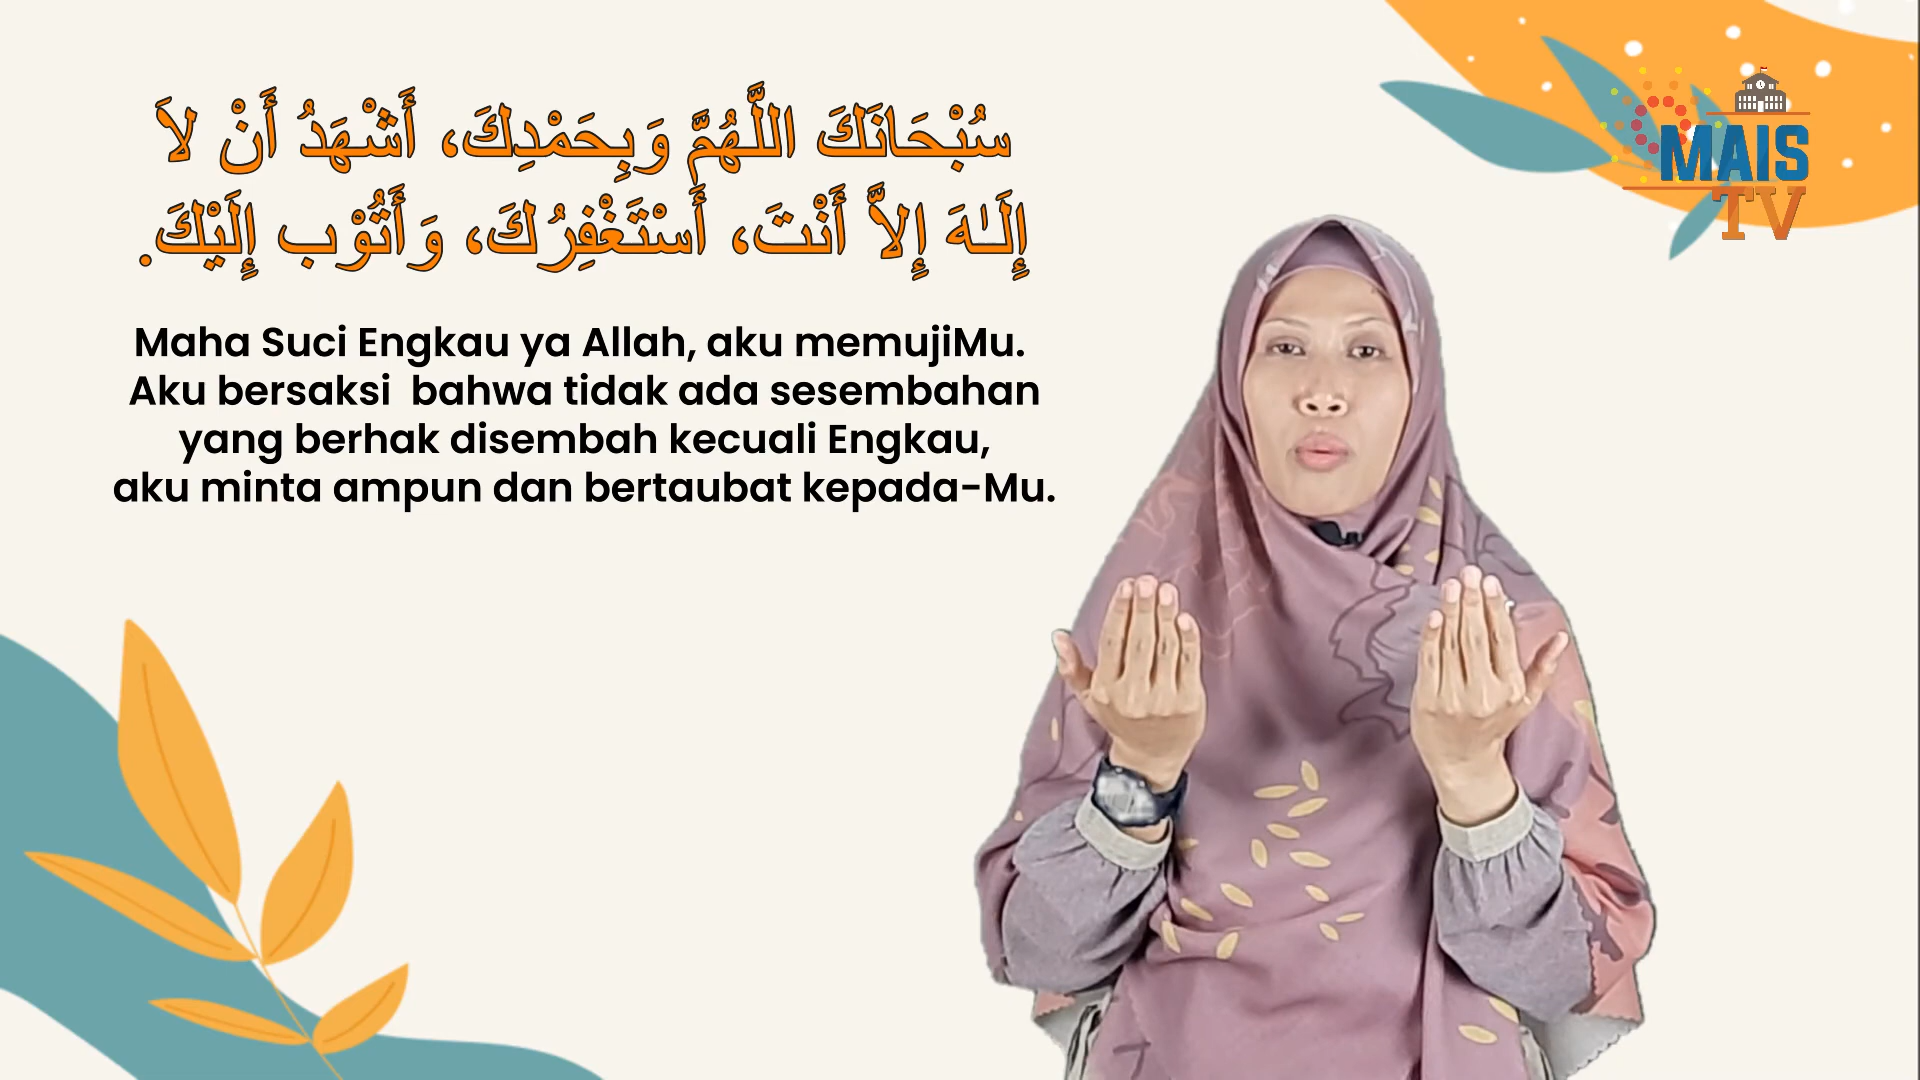 سُبْحَانَكَ اللَّهُمَّ وَبِحَمْدِكَ، أَشْهَدُ أَنْ لاَ
إِلَـٰهَ إِلاَّ أَنْتَ، أَسْتَغْفِرُكَ، وَأَتُوْب إِلَيْكَ.
Maha Suci Engkau ya Allah, aku memujiMu.
Aku bersaksi  bahwa tidak ada sesembahan
yang berhak disembah kecuali Engkau,
aku minta ampun dan bertaubat kepada-Mu.
MAIS
TV